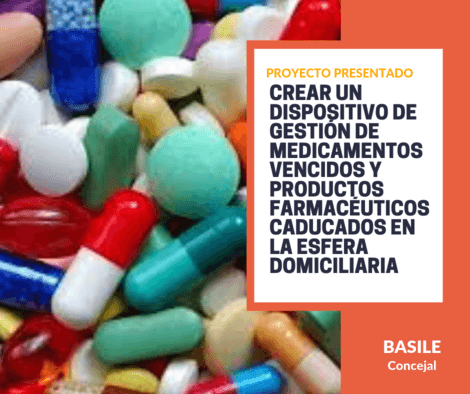 PROYECTO PRESENTADO
CREAR UN
DISPOSITIVO DE
GESTIÓN DE
MEDICAMENTOS
VENCIDOS Y
PRODUCTOS
FARMACÉUTICOS
CADUCADOS EN
LA ESFERA
DOMICILIARIA
BASILE
Concejal